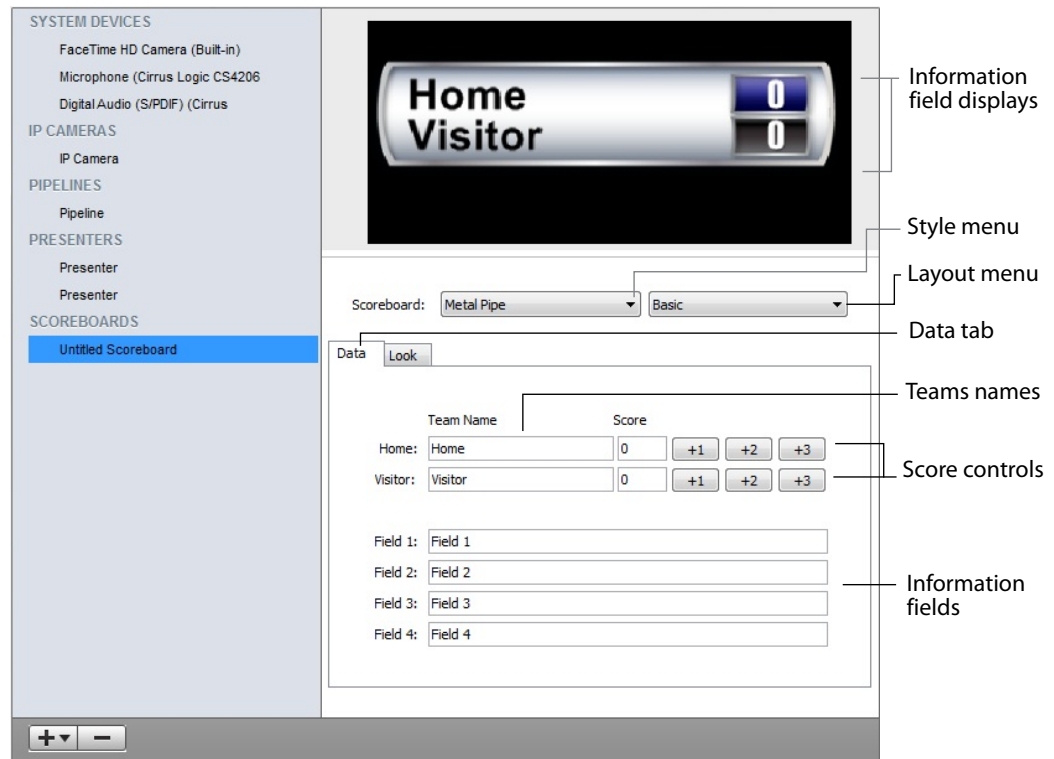 SYSTEM DEVICES
FaceTime HD Camera (Built-in)
Microphone (Cirrus Logic CS4206
Digital Audio (S/PDIF) (Cirrus
IP CAMERAS
IP Camera
PIPELINES
Pipeline
PRESENTERS
Presenter
Presenter
SCOREBOARDS
Untitled Scoreboard
Home 0
Visitor 0
Scoreboard: Metal Pipe Basic
Data Look
Team Name Score
Home: Home 0 +1 +2 +3
Visitor: Visitor 0 +1 +2 +3
Field 1: Field 1
Field 2: Field 2
Field 3: Field 3
Field 4: Field 4
Information
field displays
Style menu
Layout menu
Data tab
Teams names
Score controls
Information
fields